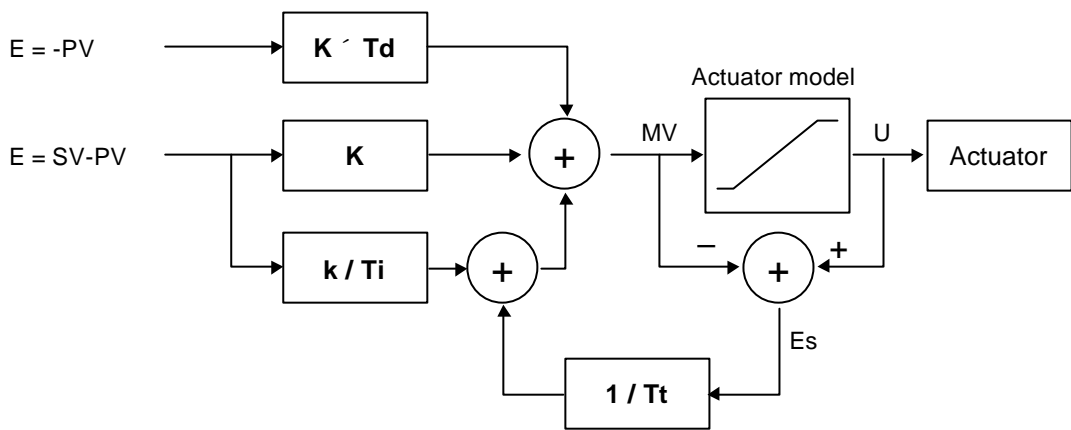 E = -PV
K ´ Td
Actuator model
MV
U
E = SV-PV
K
+
Actuator
k / Ti
+
−
+
+
Es
1 / Tt